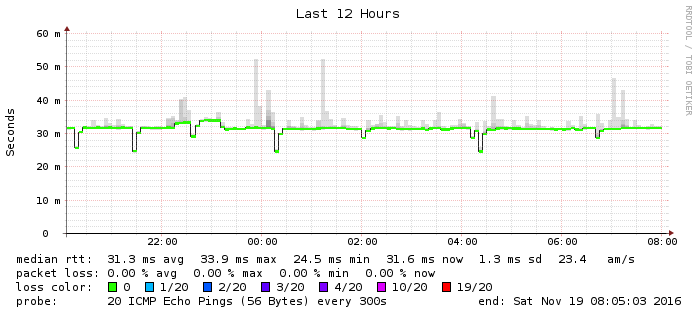 Last 12 Hours
RRDTOOL / TOBI OETIKER
Seconds
60 m
50 m
40 m
30 m
20 m
10 m
0
22:00 00:00 02:00 04:00 06:00 08:00
median rtt: 31.3 ms avg 33.9 ms max 24.5 ms min 31.6 ms now 1.3 ms sd 23.4 am/s
packet loss: 0.00 % avg 0.00 % max 0.00 % min 0.00 % now
loss color: 0 1/20 2/20 3/20 4/20 10/20 19/20
probe: 20 ICMP Echo Pings (56 Bytes) every 300s end: Sat Nov 19 08:05:03 2016